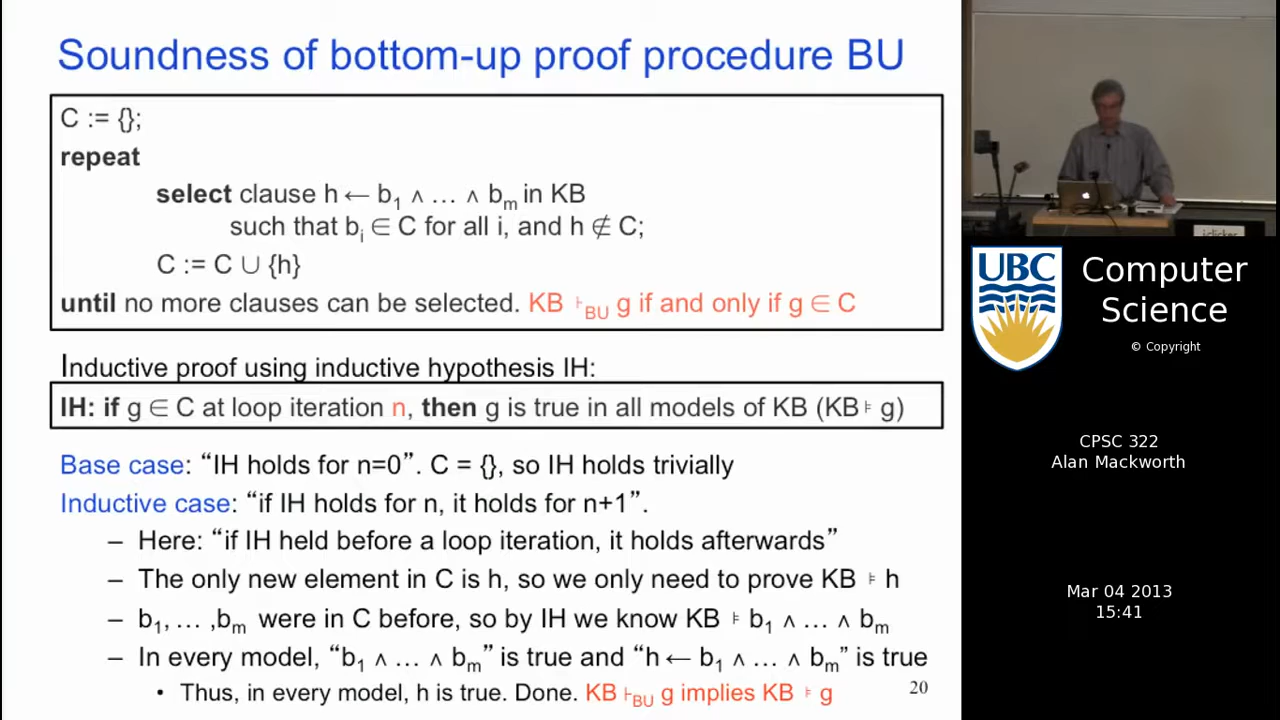 Soundness of bottom-up proof procedure BU
C := {};
repeat
select clause h ← b1 ∧ … ∧ bm in KB
such that bi ∈ C for all i, and h ∉ C;
C := C ∪ {h}
until no more clauses can be selected. KB ⊦BU g if and only if g ∈ C
Inductive proof using inductive hypothesis IH:
IH: if g ∈ C at loop iteration n, then g is true in all models of KB (KB ⊧ g)
Base case: “IH holds for n=0”. C = {}, so IH holds trivially
Inductive case: “if IH holds for n, it holds for n+1”.
– Here: “if IH held before a loop iteration, it holds afterwards”
– The only new element in C is h, so we only need to prove KB ⊧ h
– b1, … ,bm were in C before, so by IH we know KB ⊧ b1 ∧ … ∧ bm
– In every model, “b1 ∧ … ∧ bm” is true and “h ← b1 ∧ … ∧ bm” is true
• Thus, in every model, h is true. Done. KB ⊦BU g implies KB ⊧ g
20
i-clicker
UBC
Computer
Science
© Copyright
CPSC 322
Alan Mackworth
Mar 04 2013
15:41